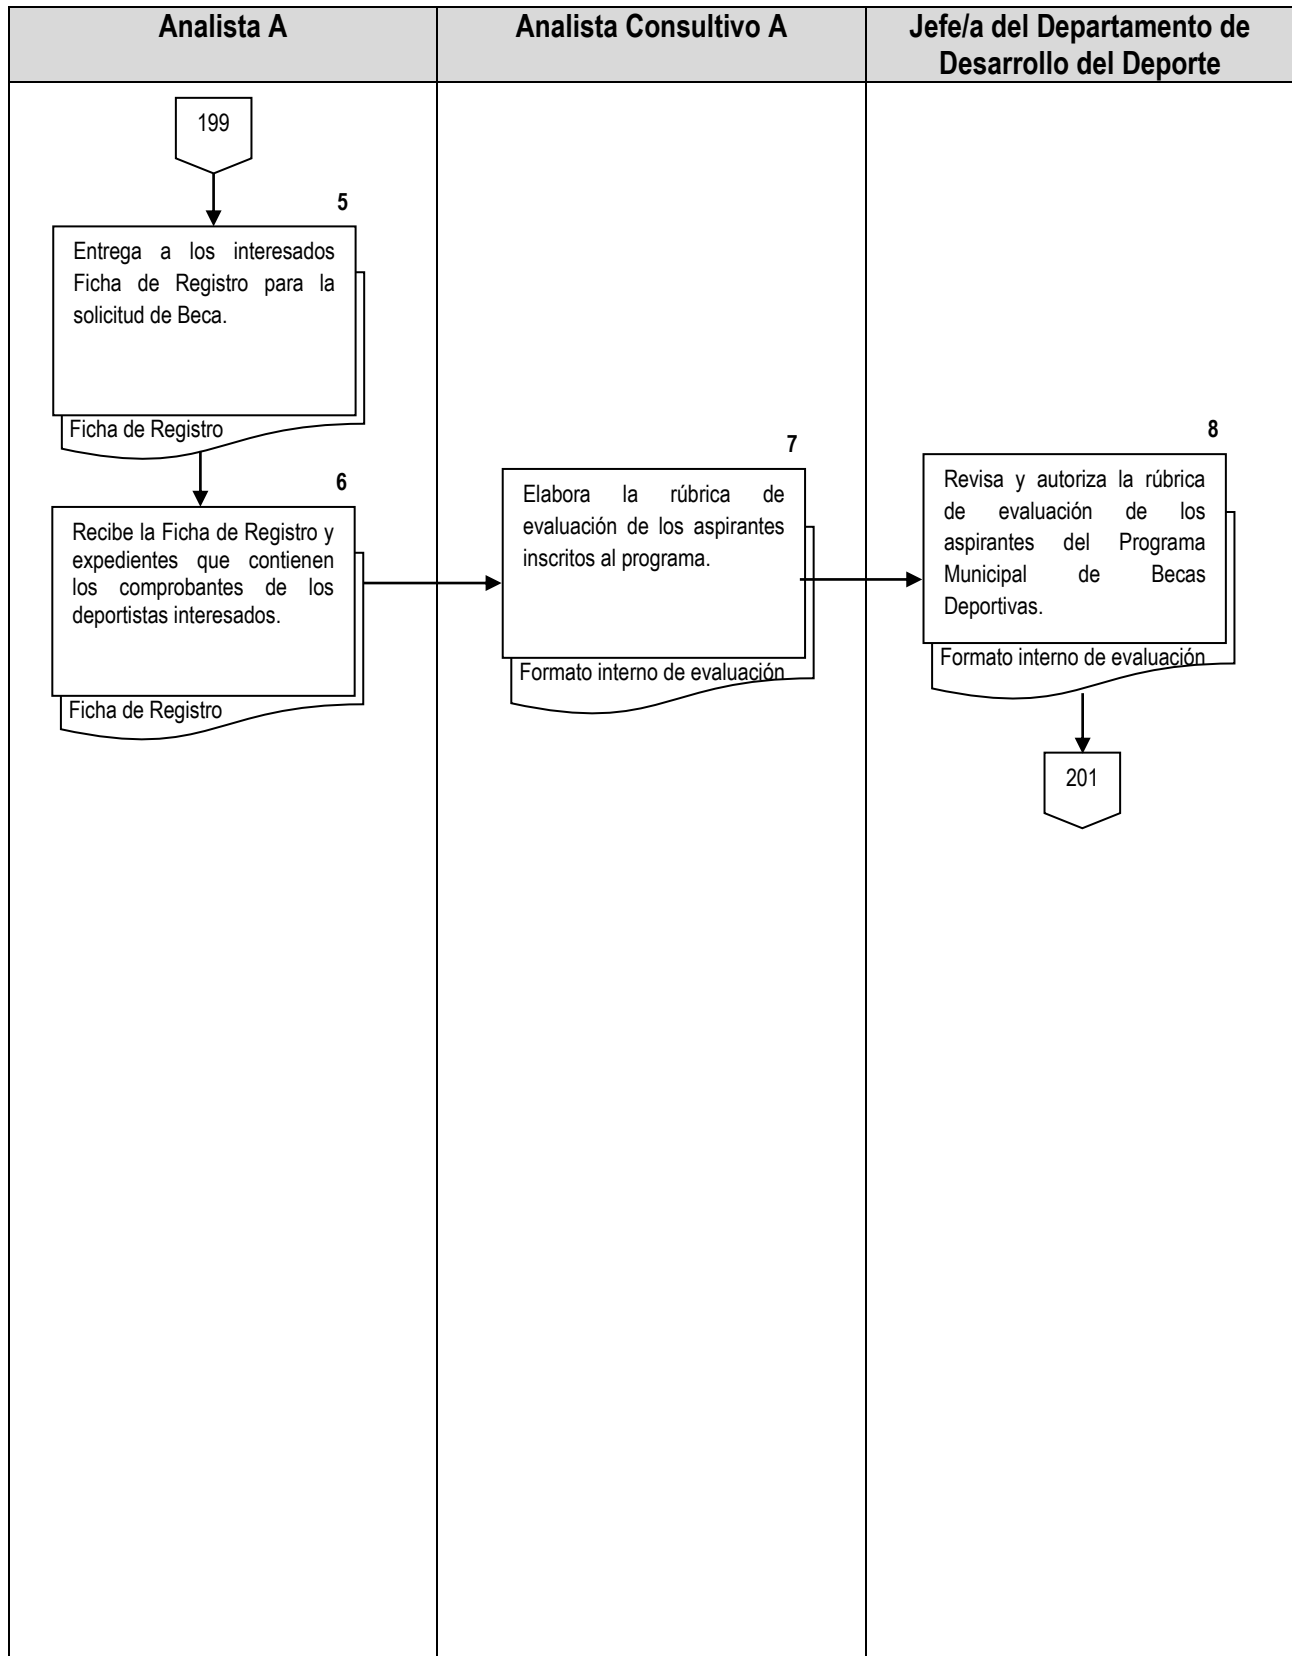 Analista A
Analista Consultivo A
Jefe/a del Departamento de
Desarrollo del Deporte
199
5
Entrega a los interesados
Ficha de Registro para la
solicitud de Beca.
Ficha de Registro
6
Recibe la Ficha de Registro y
expedientes que contienen
los comprobantes de los
deportistas interesados.
Ficha de Registro
7
Elabora la rúbrica de
evaluación de los aspirantes
inscritos al programa.
Formato interno de evaluación
8
Revisa y autoriza la rúbrica
de evaluación de los
aspirantes del Programa
Municipal de Becas
Deportivas.
Formato interno de evaluación
201